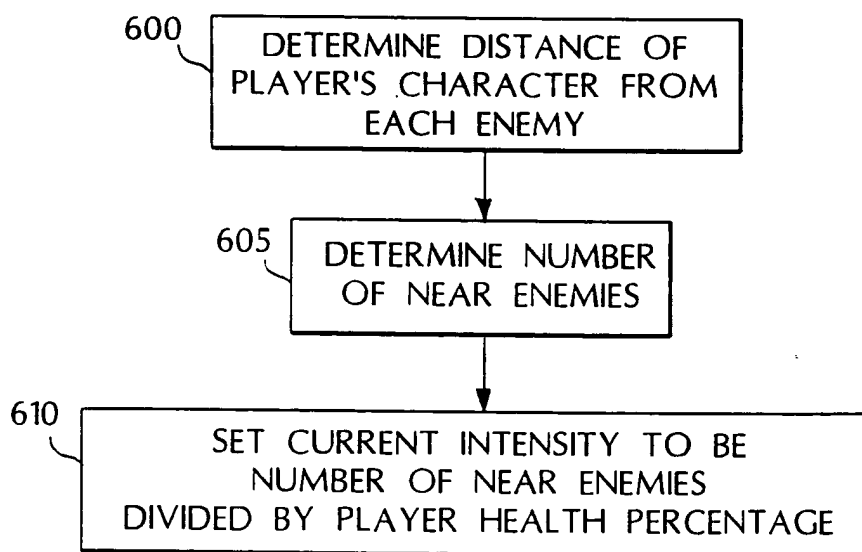 600
DETERMINE DISTANCE OF
PLAYER'S CHARACTER FROM
EACH ENEMY
605
DETERMINE NUMBER
OF NEAR ENEMIES
610
SET CURRENT INTENSITY TO BE
NUMBER OF NEAR ENEMIES
DIVIDED BY PLAYER HEALTH PERCENTAGE